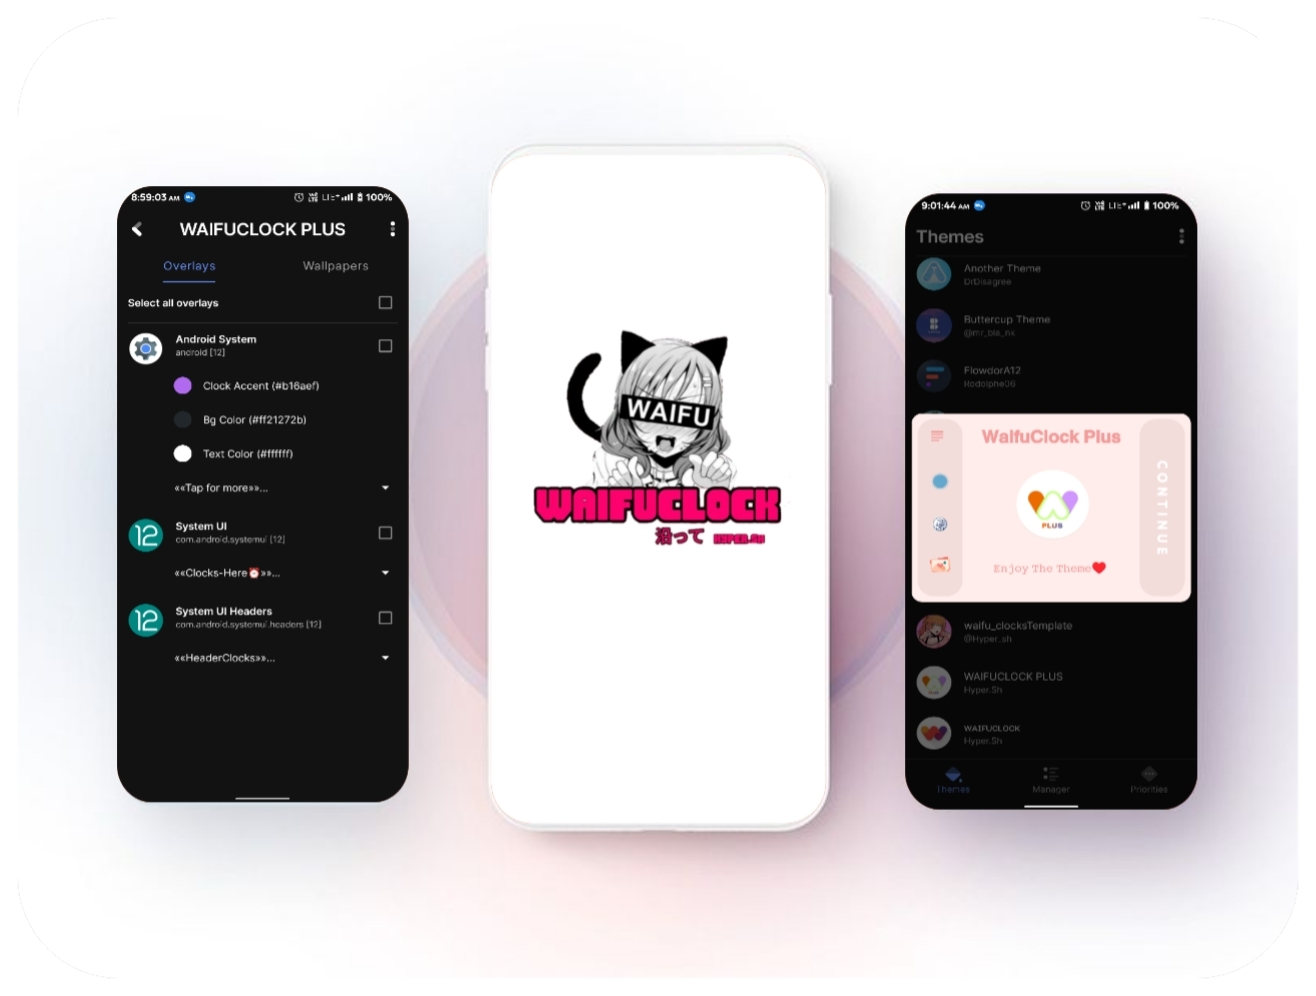 8:59:03 AM
100%
WAIFUCLOCK PLUS
Overlays
Wallpapers
Select all overlays
Android System
android [12]
Clock Accent (#b16aef)
Bg Color (#ff21272b)
Text Color (#ffffff)
««Tap for more»»...
12
System UI
com.android.systemui [12]
««Clocks-Here⏰»»...
12
System UI Headers
com.android.systemui.headers [12]
««HeaderClocks»»...
WAIFU
WAIFUCLOCK
沿って HYPER.SH
9:01:44 AM
100%
Themes
Another Theme
DrDisagree
Buttercup Theme
FlowdorA12
Rodolphe06
WaifuClock Plus
PLUS
Enjoy The Theme❤
CONTINUE
waifu_clocksTemplate
@Hyper.sh
WAIFUCLOCK PLUS
Hyper.Sh
WAIFUCLOCK
Hyper.Sh
Themes
Manager
Priorities